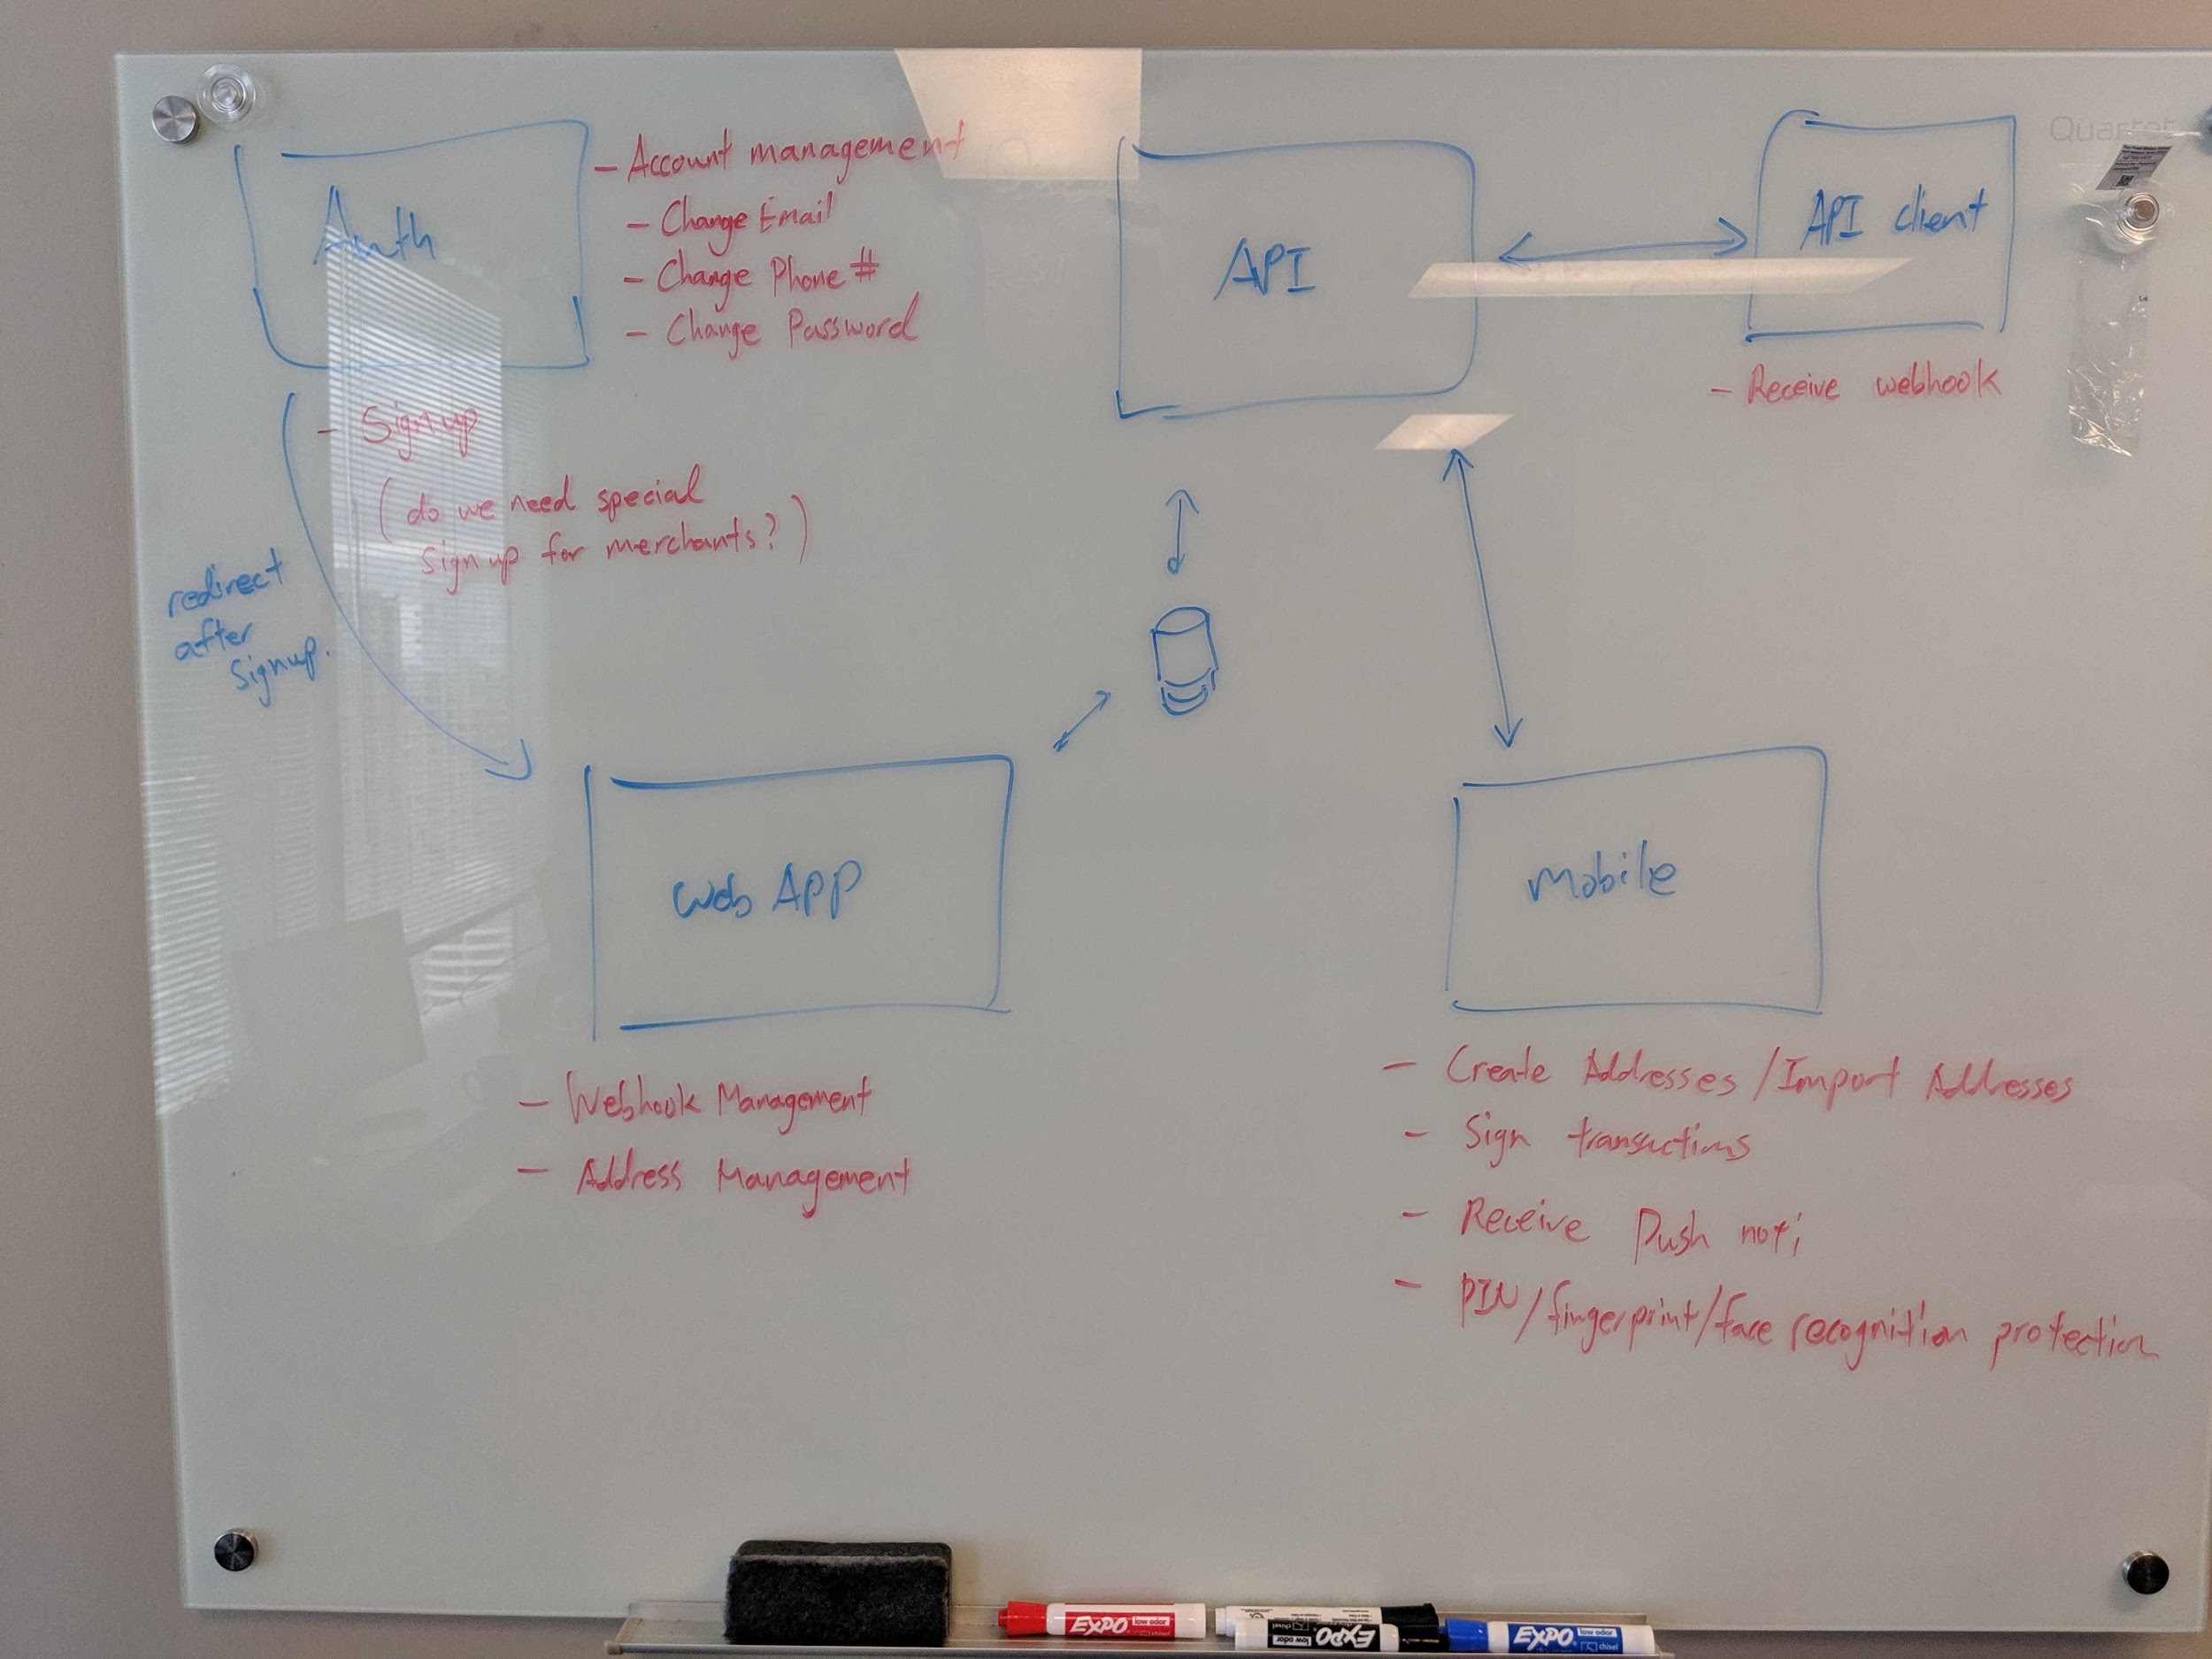 Auth
- Account management
- Change Email
- Change Phone #
- Change Password
- Signup
(do we need special
sign up for merchants?)
redirect
after
signup.
API
API client
- Receive webhook
Quartet
Web App
- Webhook Management
- Address Management
mobile
- Create Addresses / Import Addresses
- Sign transactions
- Receive Push noti
- PIN/fingerprint/face recognition protection
EXPO low odor
chisel
EXPO low odor
chisel
EXPO low odor
chisel